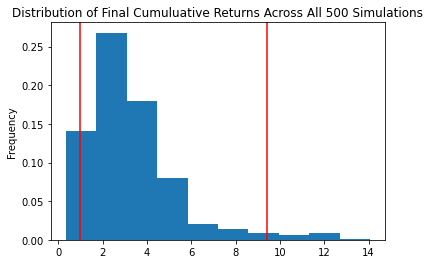 Distribution of Final Cumuluative Returns Across All 500 Simulations
Frequency
0.25
0.20
0.15
0.10
0.05
0.00
0 2 4 6 8 10 12 14